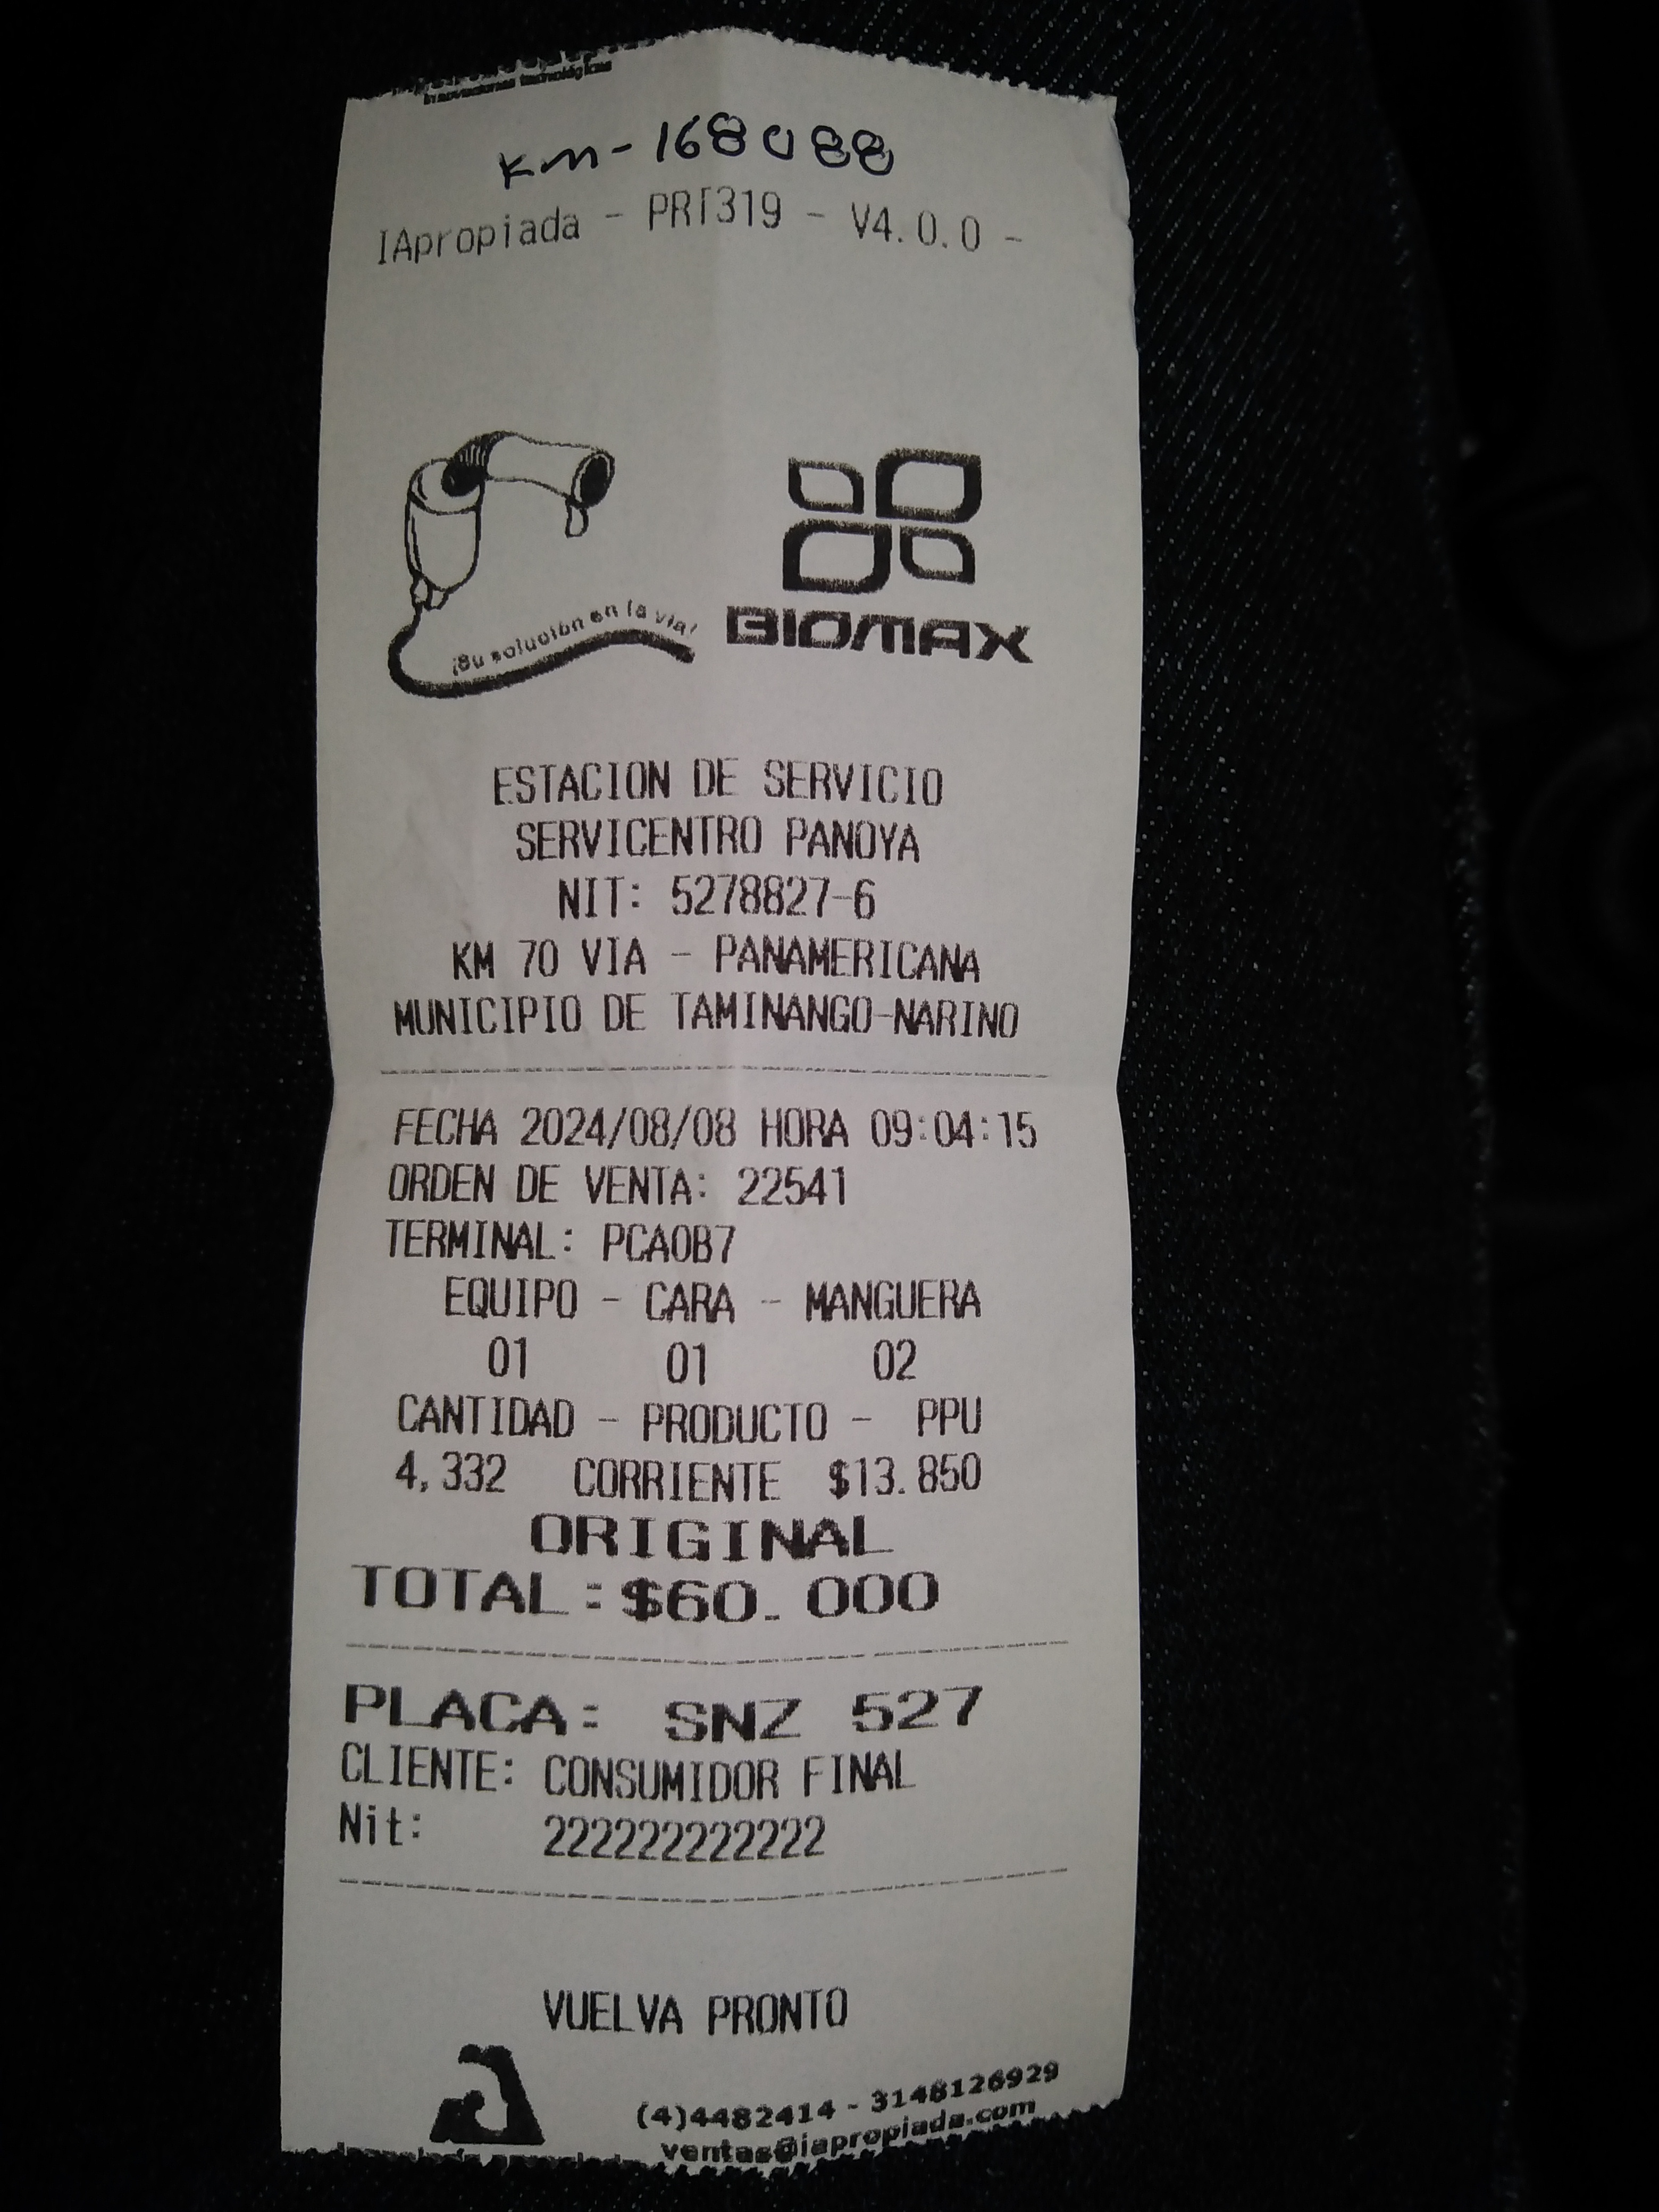 KM-168088
IApropiada - PRT319 - V4.0.0 -
¡Su solución en la via!
BIOMAX
ESTACION DE SERVICIO
SERVICENTRO PANOYA
NIT: 5278827-6
KM 70 VIA - PANAMERICANA
MUNICIPIO DE TAMINANGO-NARINO
FECHA 2024/08/08 HORA 09:04:15
ORDEN DE VENTA: 22541
TERMINAL: PCA0B7
EQUIPO - CARA - MANGUERA
01 01 02
CANTIDAD - PRODUCTO - PPU
4,332 CORRIENTE $13.850
ORIGINAL
TOTAL:$60.000
PLACA: SNZ 527
CLIENTE: CONSUMIDOR FINAL
Nit: 222222222222
VUELVA PRONTO
(4)4482414 - 3148126929
ventas@iapropiada.com